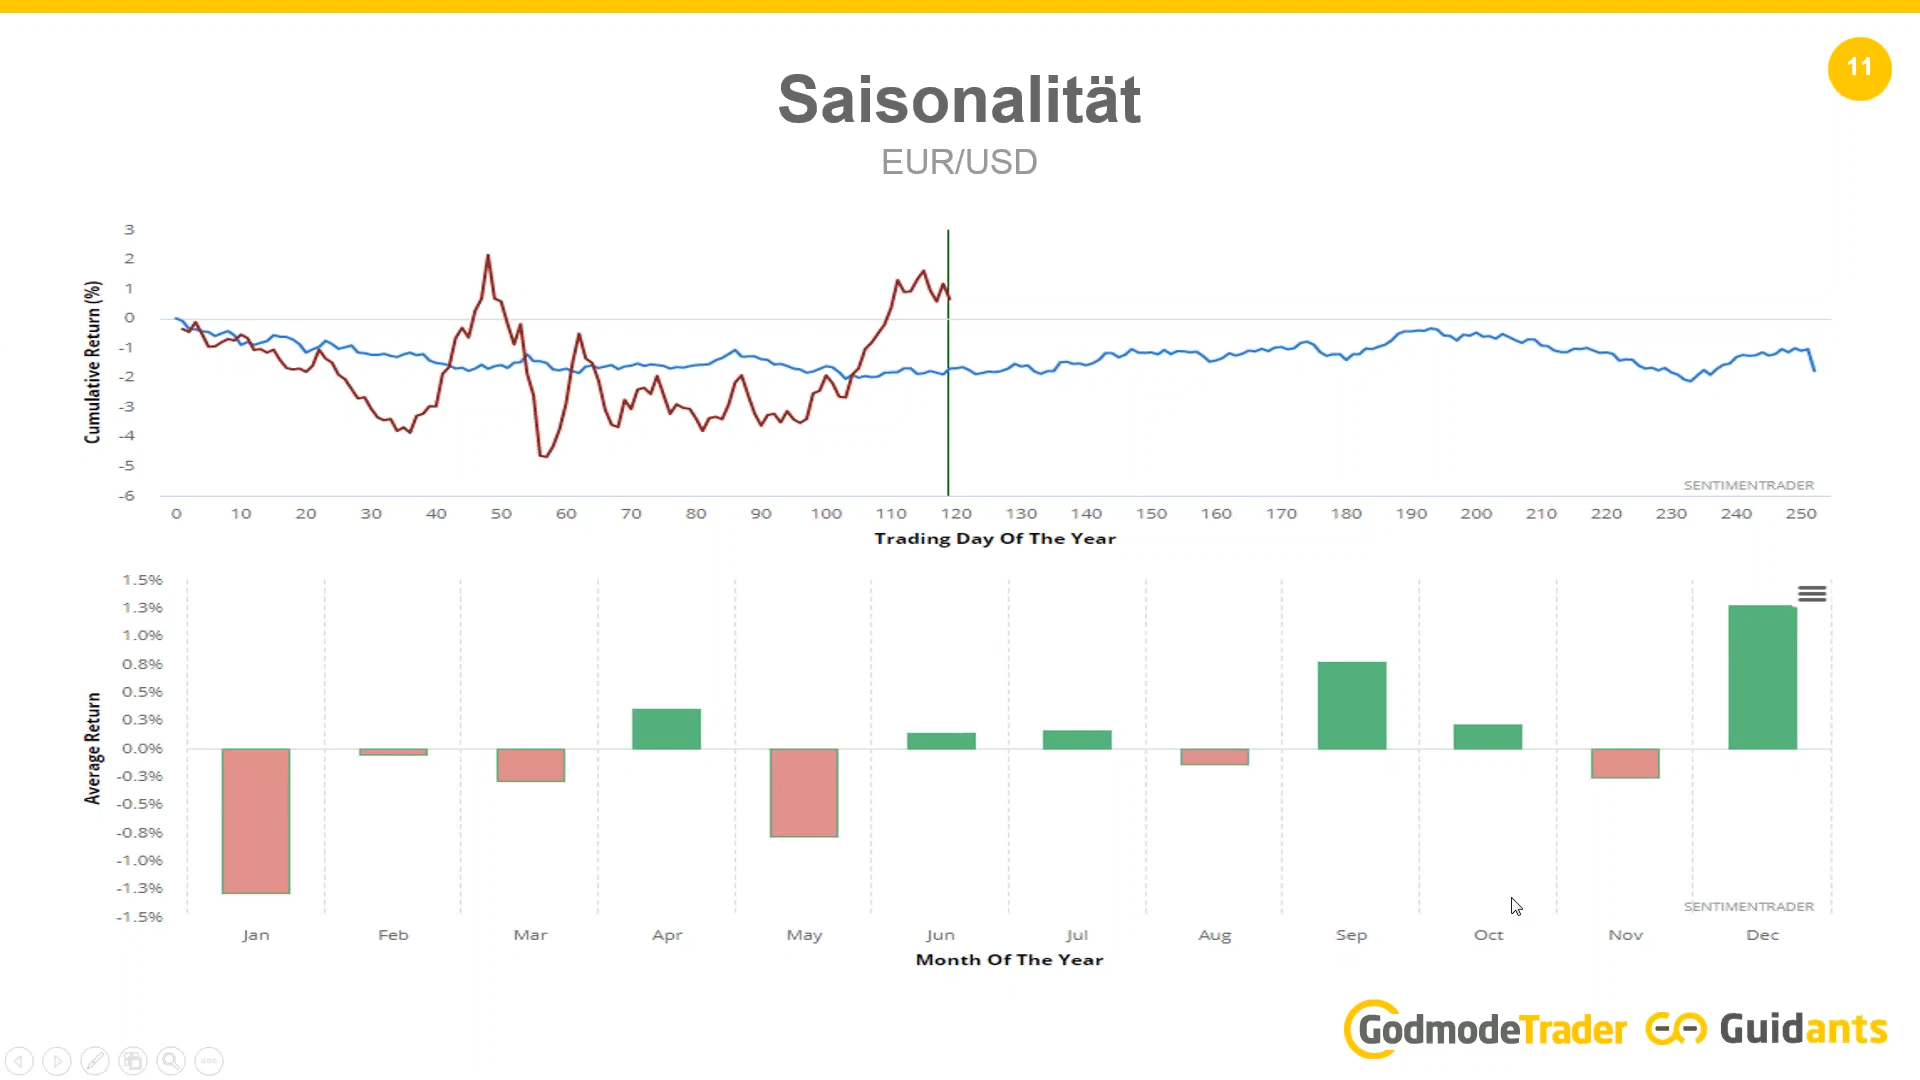 11
Saisonalität
EUR/USD
Cumulative Return (%)
3
2
1
0
-1
-2
-3
-4
-5
-6
SENTIMENTRADER
0 10 20 30 40 50 60 70 80 90 100 110 120 130 140 150 160 170 180 190 200 210 220 230 240 250
Trading Day Of The Year
Average Return
1.5%
1.3%
1.0%
0.8%
0.5%
0.3%
0.0%
-0.3%
-0.5%
-0.8%
-1.0%
-1.3%
-1.5%
SENTIMENTRADER
Jan Feb Mar Apr May Jun Jul Aug Sep Oct Nov Dec
Month Of The Year
GodmodeTrader Guidants